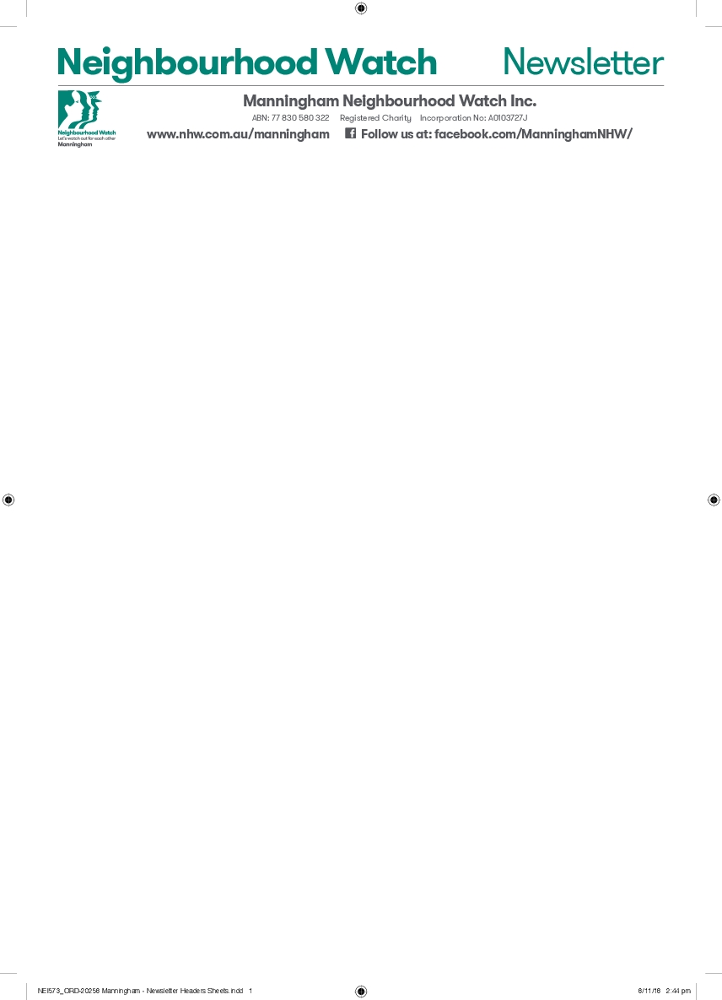 Neighbourhood Watch Newsletter
Manningham Neighbourhood Watch Inc.
ABN: 77 830 580 322 Registered Charity Incorporation No: A0103727J
www.nhw.com.au/manningham Follow us at: facebook.com/ManninghamNHW/
Neighbourhood Watch
Let's watch out for each other
Manningham
NEI573_ORD-20258 Manningham - Newsletter Headers Sheets.indd 1 8/11/18 2:44 pm